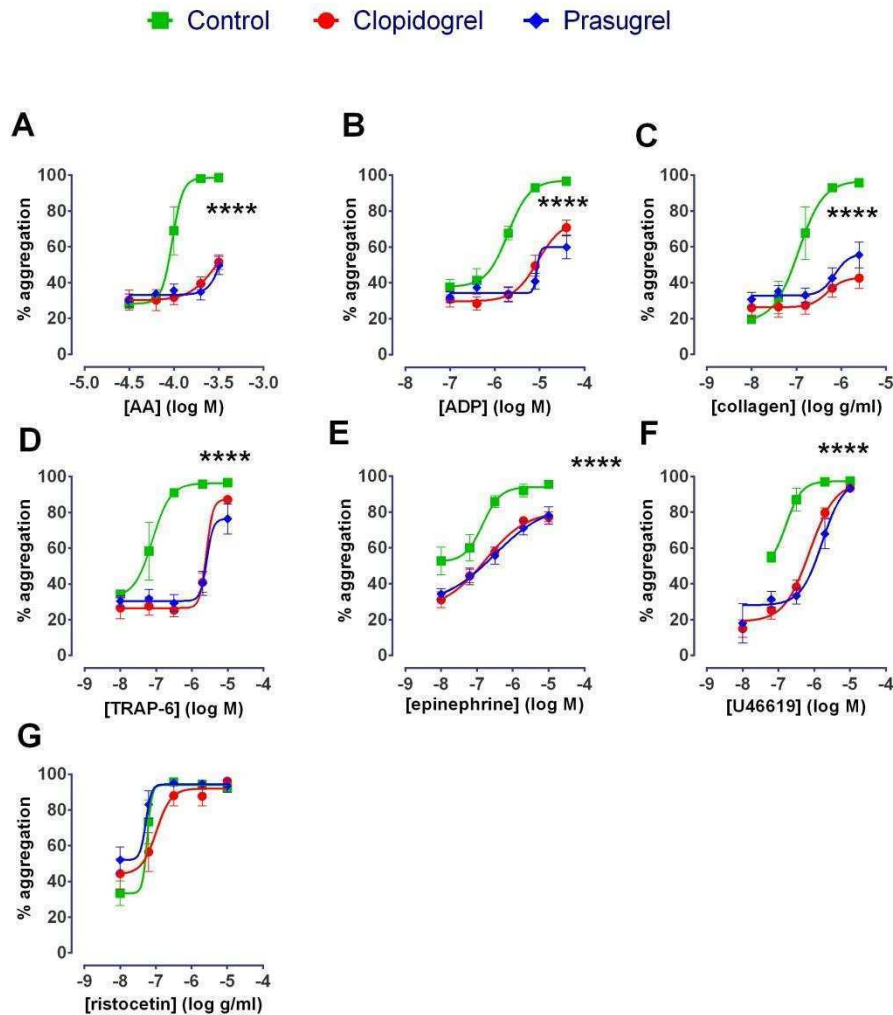 Control Clopidogrel Prasugrel
A
100
80
60
40
20
0
% aggregation
****
-5.0 -4.5 -4.0 -3.5 -3.0
[AA] (log M)
B
100
80
60
40
20
0
% aggregation
****
-8 -7 -6 -5 -4
[ADP] (log M)
C
100
80
60
40
20
0
% aggregation
****
-9 -8 -7 -6 -5
[collagen] (log g/ml)
D
100
80
60
40
20
0
% aggregation
****
-9 -8 -7 -6 -5 -4
[TRAP-6] (log M)
E
100
80
60
40
20
0
% aggregation
****
-9 -8 -7 -6 -5 -4
[epinephrine] (log M)
F
100
80
60
40
20
0
% aggregation
****
-9 -8 -7 -6 -5 -4
[U46619] (log M)
G
100
80
60
40
20
0
% aggregation
-9 -8 -7 -6 -5 -4
[ristocetin] (log g/ml)